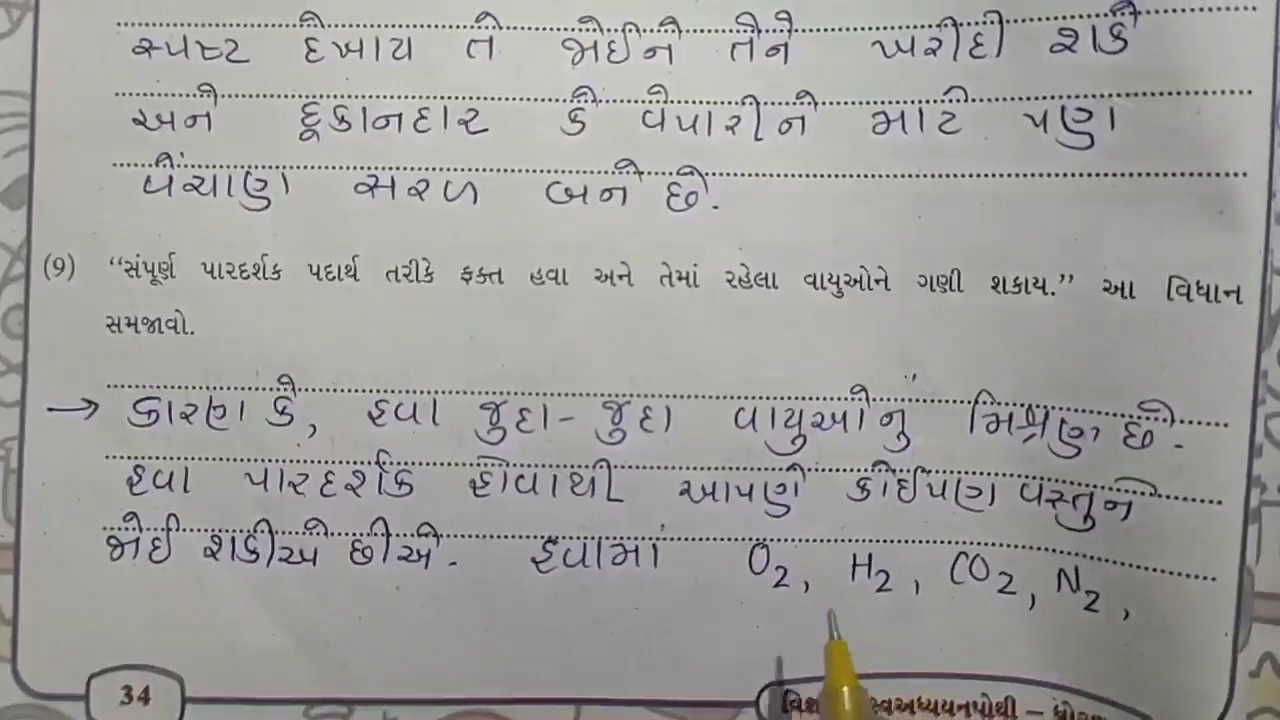 સ્પષ્ટ દેખાય તે જોઈને તેને ખરીદી શકે
અને દૂકાનદાર કે વેપારીને માટે પણ
વેંચાણ સરળ બને છે.
(9) “સંપૂર્ણ પારદર્શક પદાર્થ તરીકે ફક્ત હવા અને તેમાં રહેલા વાયુઓને ગણી શકાય.” આ વિધાન
સમજાવો.
→ કારણ કે, હવા જુદા-જુદા વાયુઓનું મિશ્રણ છે.
હવા પારદર્શક હોવાથી આપણે કોઈપણ વસ્તુને
જોઈ શકીએ છીએ. હવામાં O₂, H₂, CO₂, N₂,
34
સ્વઅધ્યયનપોથી –